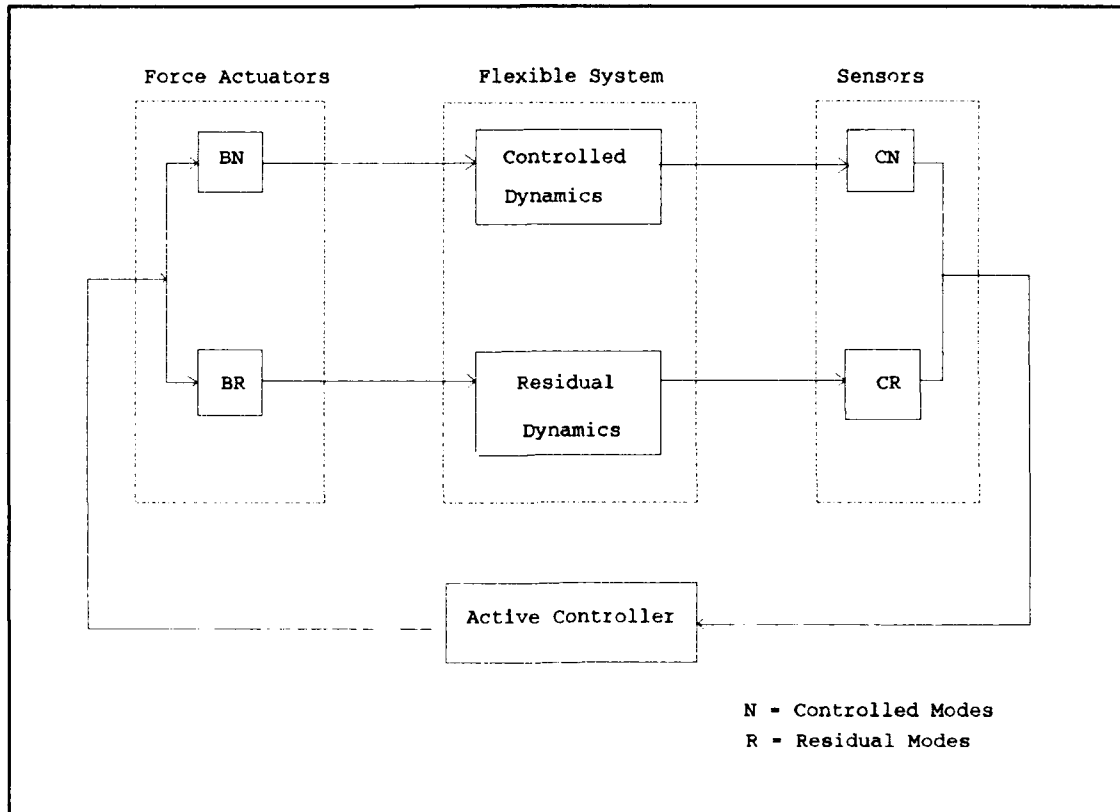 Force Actuators
Flexible System
Sensors
BN
Controlled
Dynamics
CN
BR
Residual
Dynamics
CR
Active Controller
N = Controlled Modes
R = Residual Modes